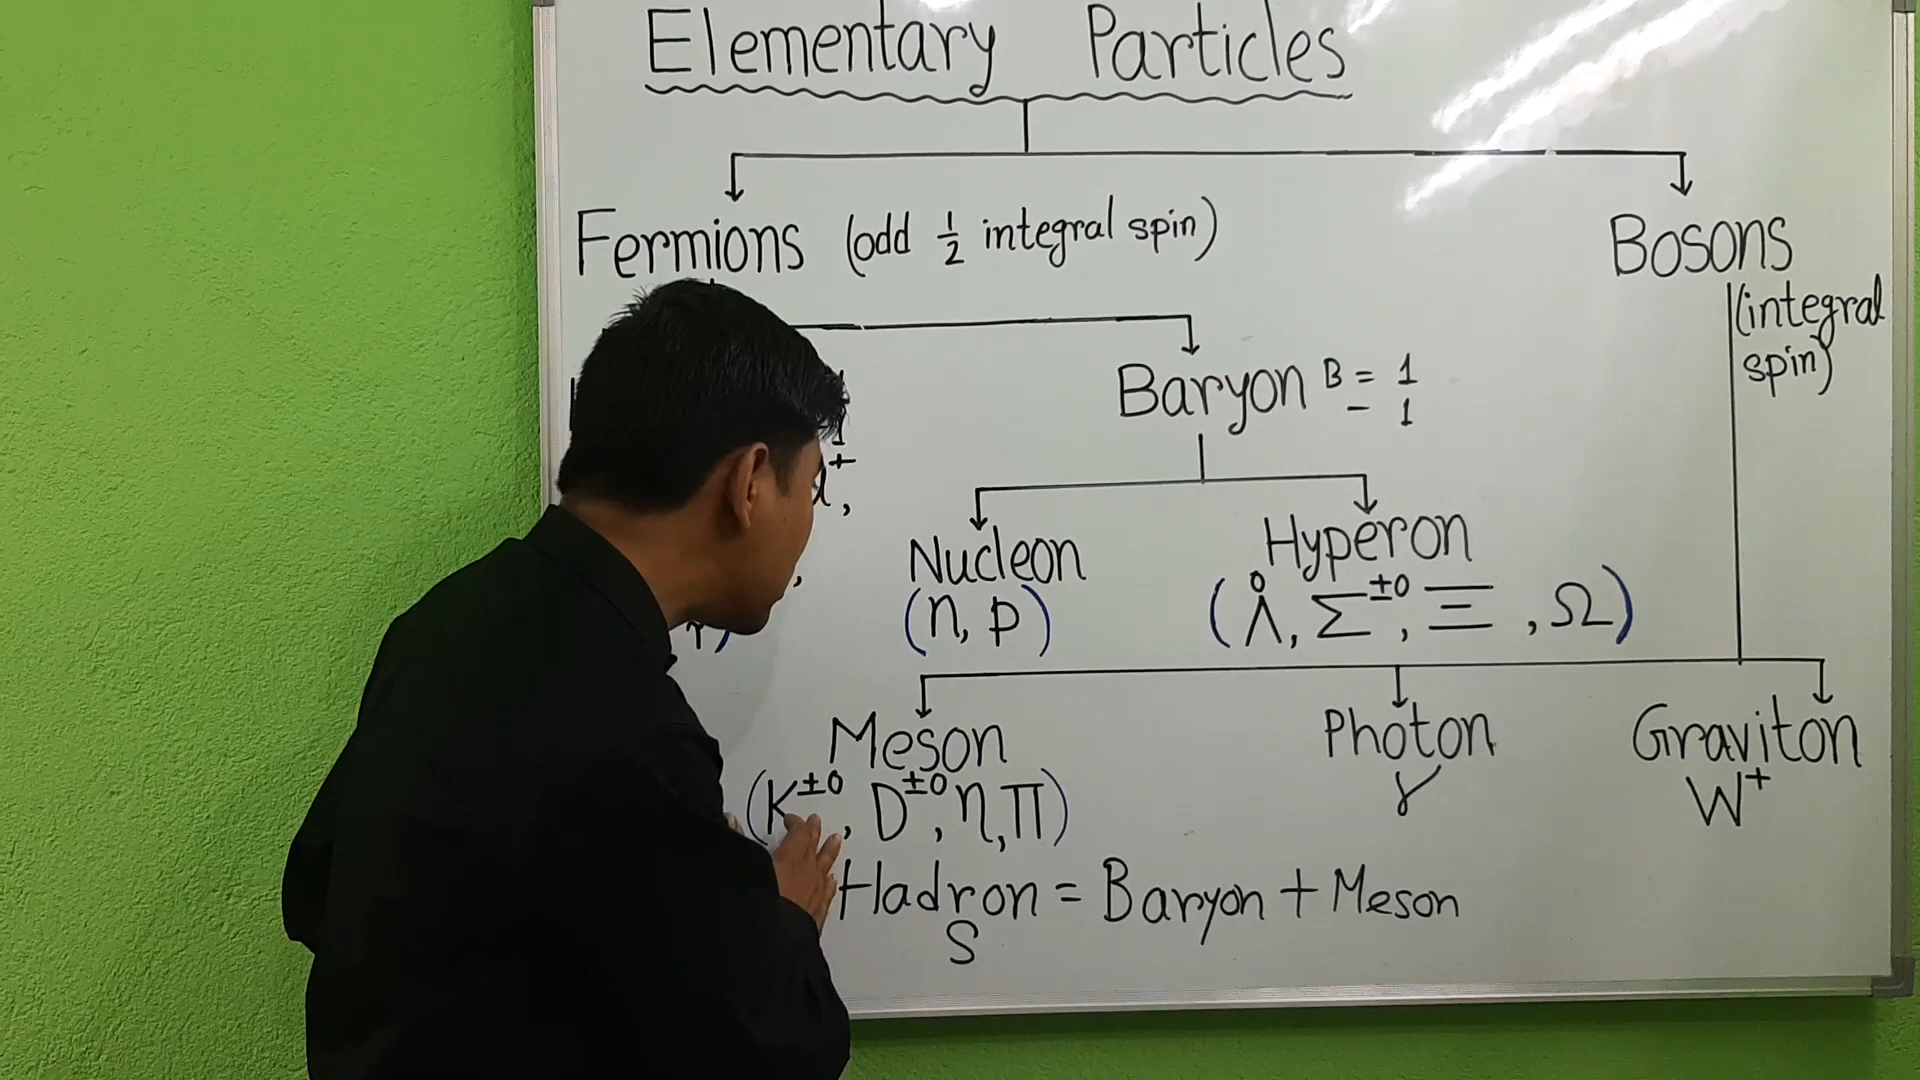 Elementary Particles
Fermions (odd 1/2 integral spin)
Bosons
(integral
spin)
Baryon B = 1
- 1
Nucleon
(n, p)
Hyperon
(Λ⁰, Σ±0, Ξ , Ω)
Meson
(K±0, D±0, η, π)
Photon
γ
Graviton
W+
Hadron = Baryon + Meson
S